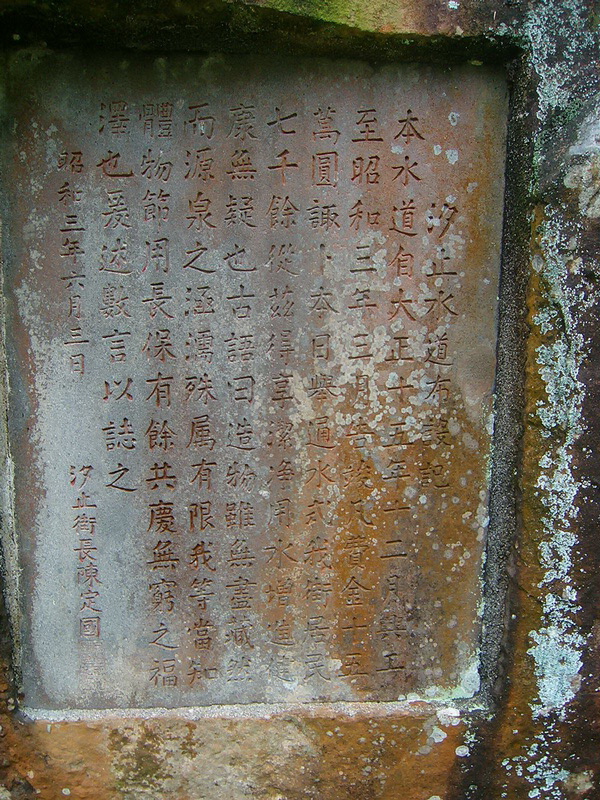 汐止水道布設記
本水道自大正十五年十二月興工
至昭和三年三月告竣凡費金十五
萬圓諏卜本日舉通水式我街居民
七千餘從茲得享潔淨用水增進健
康無疑也古語曰造物雖無盡藏然
而源泉之涵濡殊属有限我等當知
體物節用長保有餘共慶無窮之福
澤也爰述數言以誌之
昭和三年六月三日 汐止街長陳定國